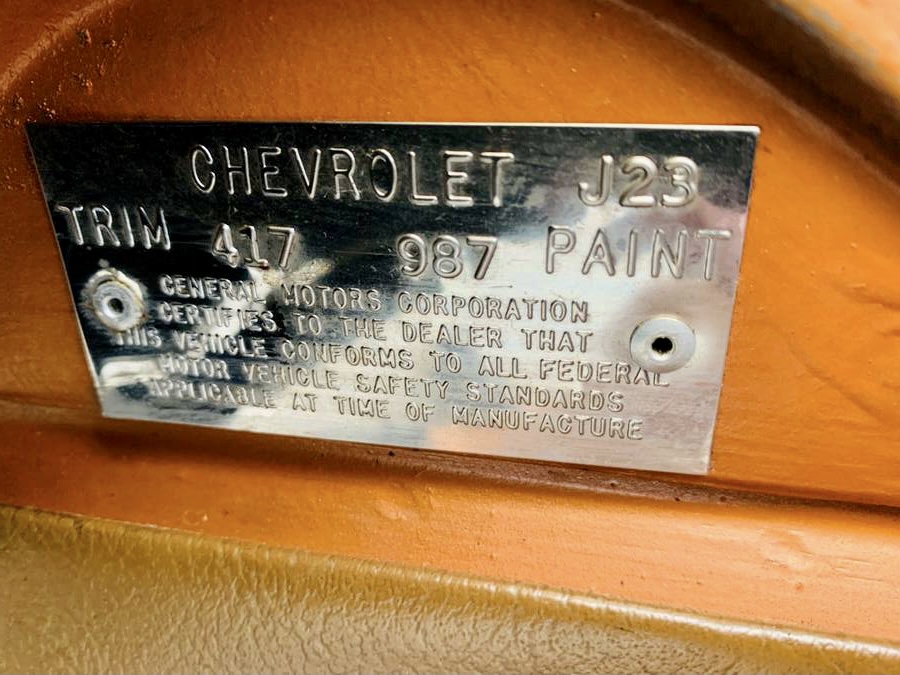 CHEVROLET J23
TRIM 417 987 PAINT
GENERAL MOTORS CORPORATION
CERTIFIES TO THE DEALER THAT
THIS VEHICLE CONFORMS TO ALL FEDERAL
MOTOR VEHICLE SAFETY STANDARDS
APPLICABLE AT TIME OF MANUFACTURE